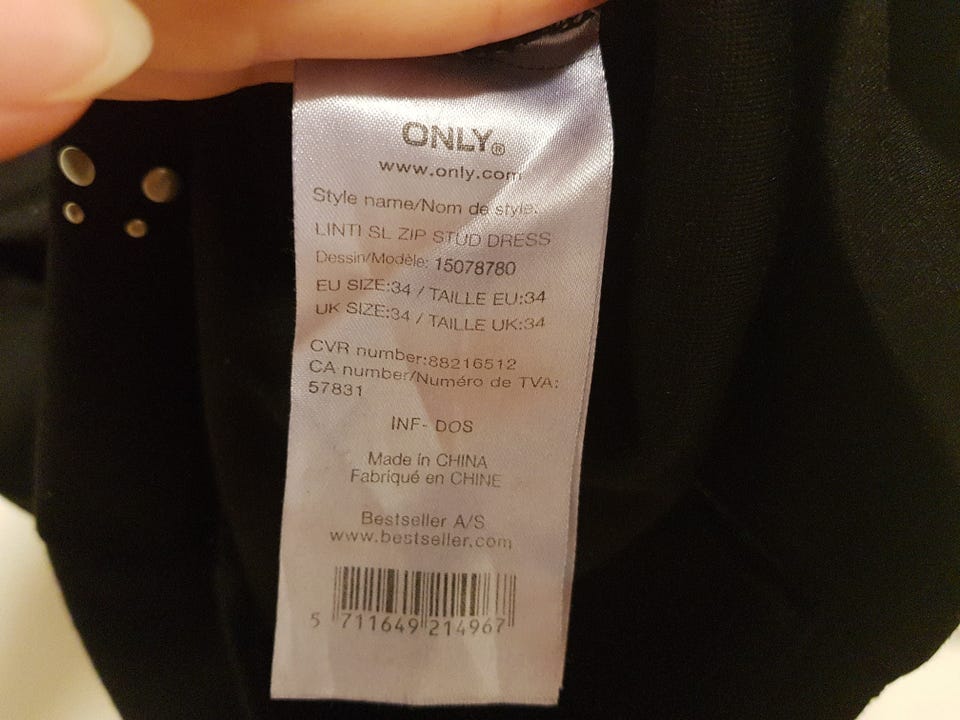 ONLY®
www.only.com
Style name/Nom de style:
LINTI SL ZIP STUD DRESS
Dessin/Modèle: 15078780
EU SIZE:34 / TAILLE EU:34
UK SIZE:34 / TAILLE UK:34
CVR number:88216512
CA number/Numéro de TVA:
57831
INF- DOS
Made in CHINA
Fabriqué en CHINE
Bestseller A/S
www.bestseller.com
5 711649 214967